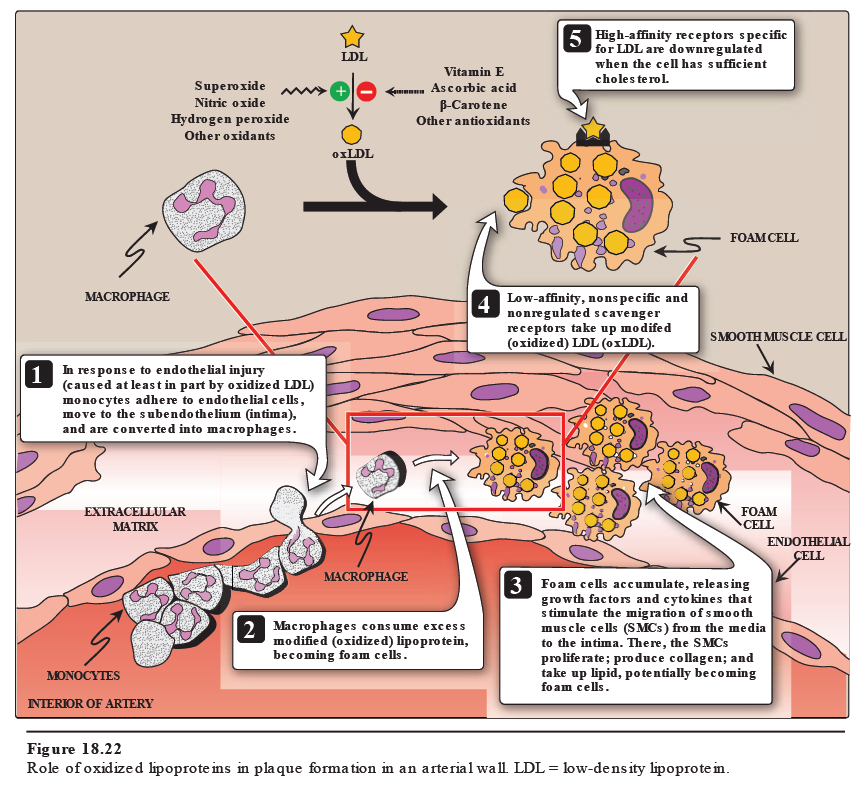 LDL
Superoxide
Nitric oxide
Hydrogen peroxide
Other oxidants
+
−
Vitamin E
Ascorbic acid
β-Carotene
Other antioxidants
oxLDL
5
High-affinity receptors specific
for LDL are downregulated
when the cell has sufficient
cholesterol.
MACROPHAGE
FOAM CELL
4
Low-affinity, nonspecific and
nonregulated scavenger
receptors take up modifed
(oxidized) LDL (oxLDL).
SMOOTH MUSCLE CELL
1
In response to endothelial injury
(caused at least in part by oxidized LDL)
monocytes adhere to endothelial cells,
move to the subendothelium (intima),
and are converted into macrophages.
EXTRACELLULAR
MATRIX
MACROPHAGE
FOAM
CELL
ENDOTHELIAL
CELL
2
Macrophages consume excess
modified (oxidized) lipoprotein,
becoming foam cells.
3
Foam cells accumulate, releasing
growth factors and cytokines that
stimulate the migration of smooth
muscle cells (SMCs) from the media
to the intima. There, the SMCs
proliferate; produce collagen; and
take up lipid, potentially becoming
foam cells.
MONOCYTES
INTERIOR OF ARTERY
Figure 18.22
Role of oxidized lipoproteins in plaque formation in an arterial wall. LDL = low-density lipoprotein.